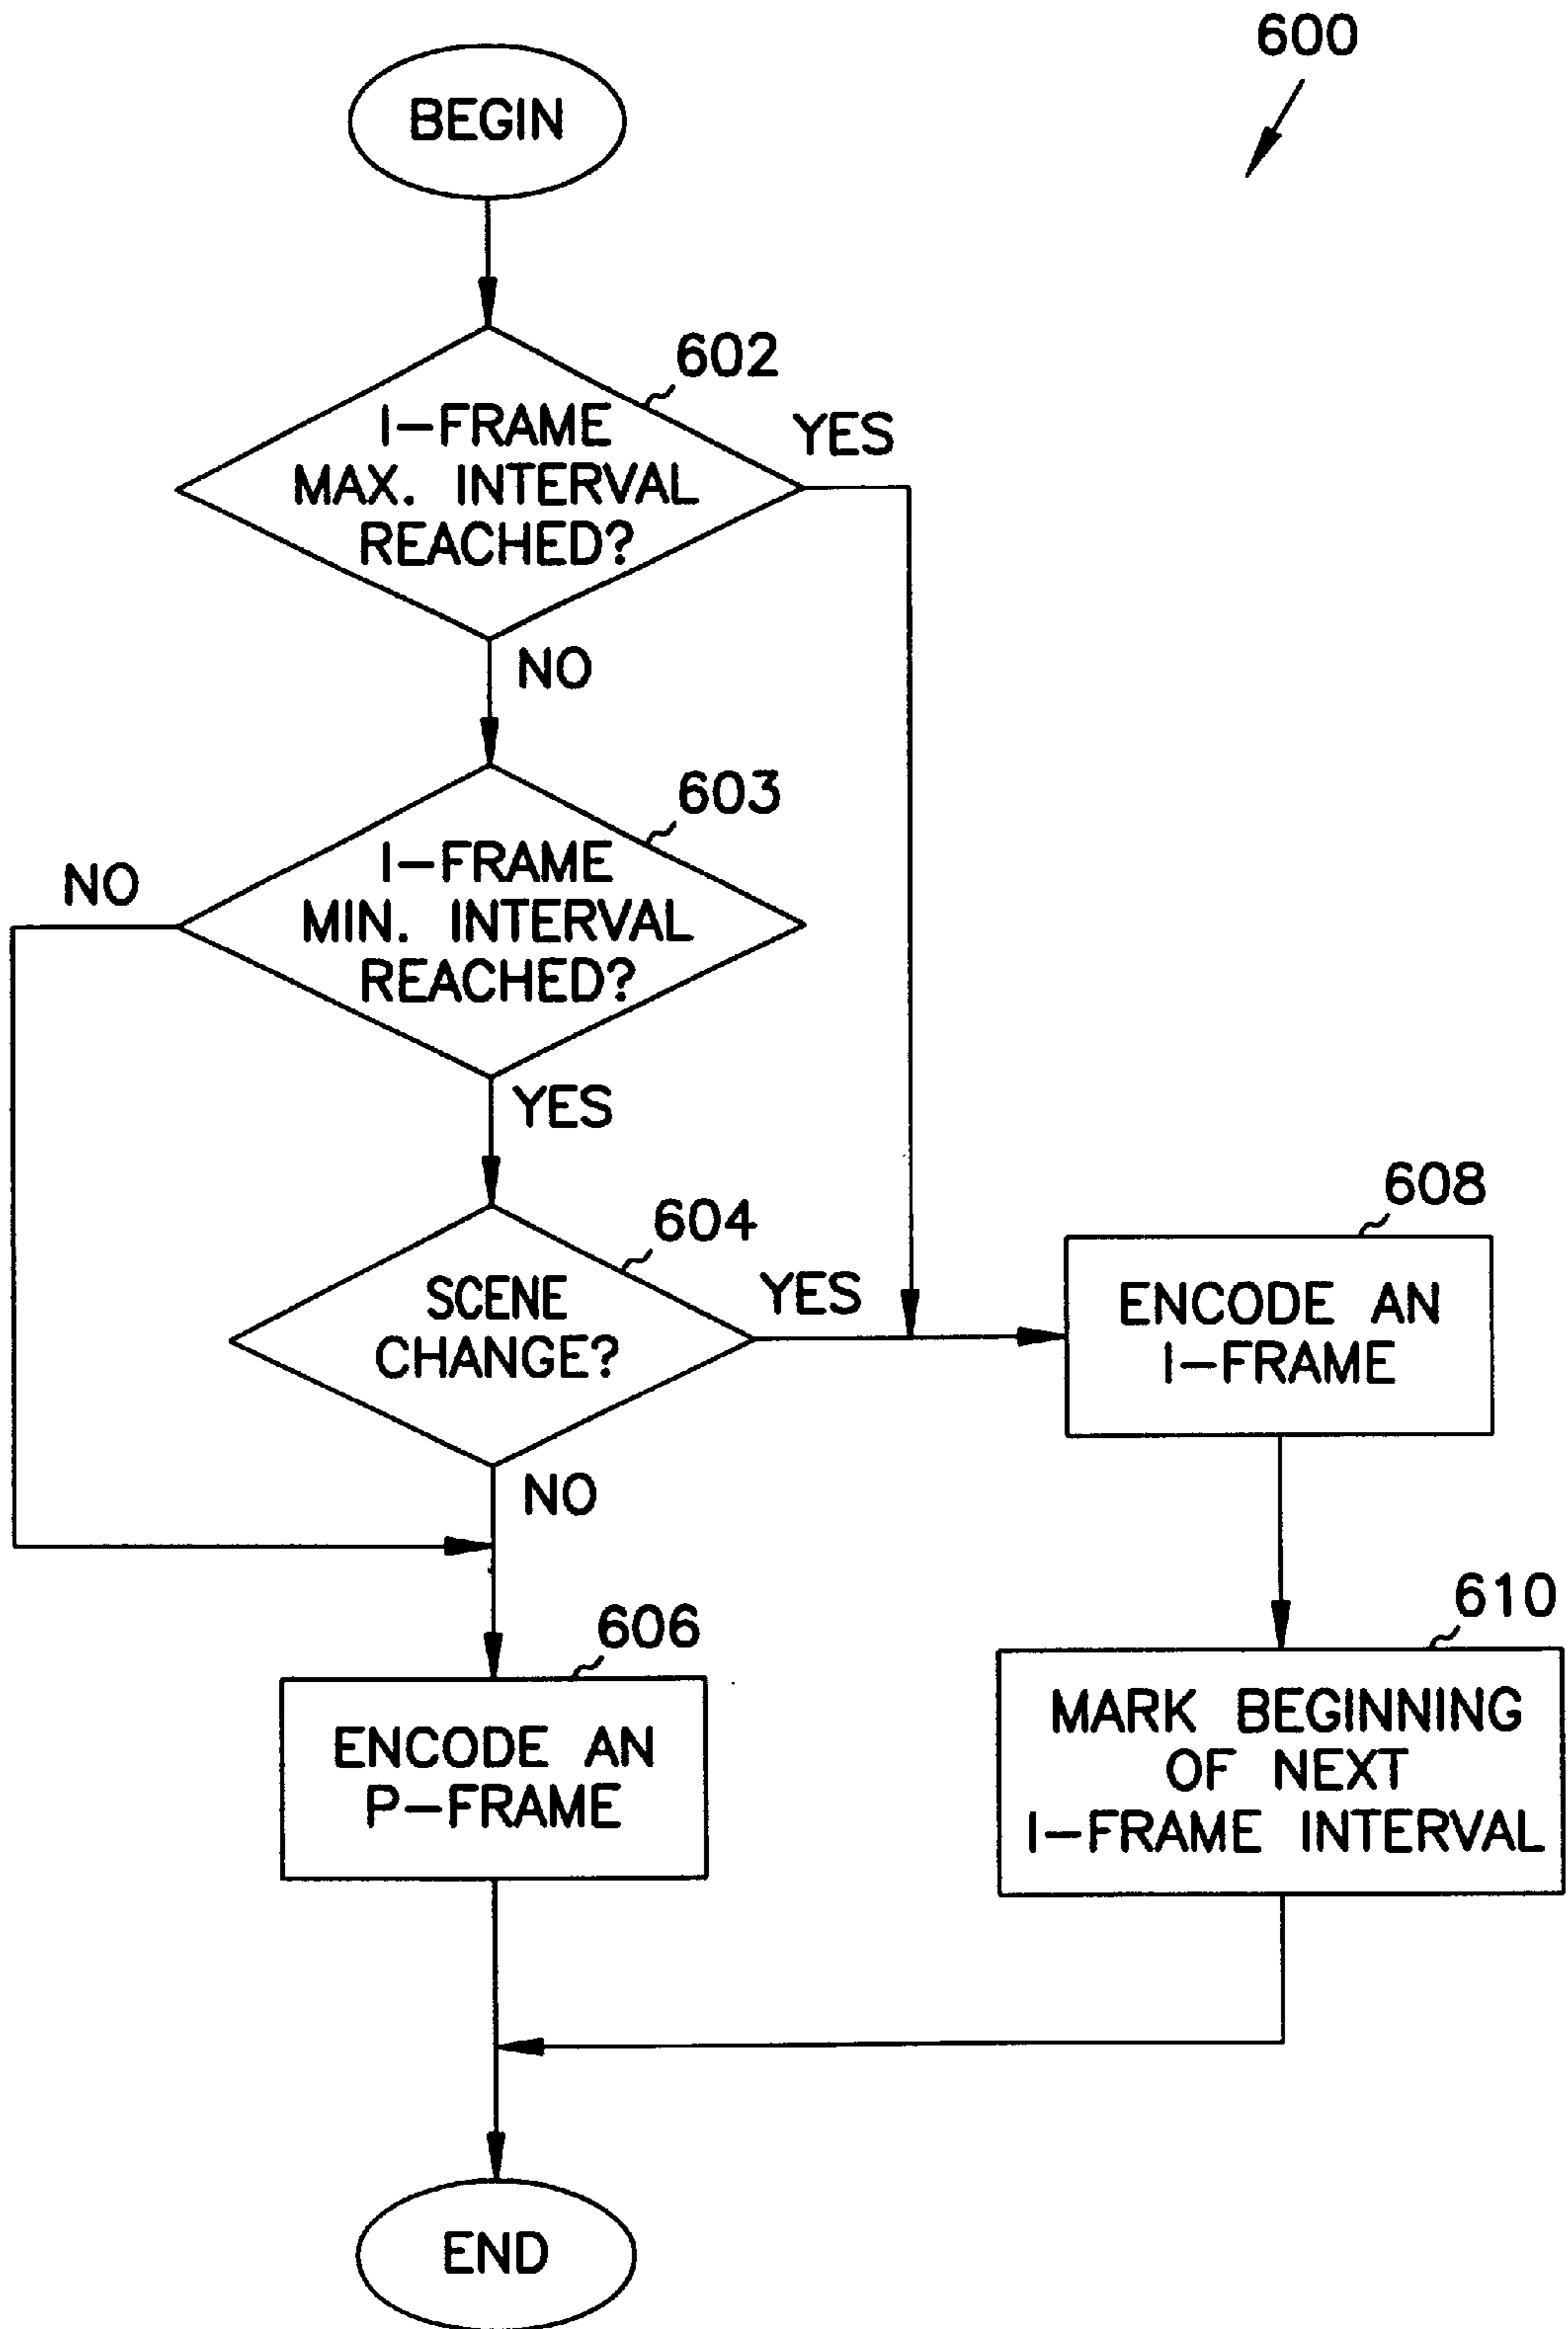 600
BEGIN
602
I-FRAME
MAX. INTERVAL
REACHED?
YES
NO
603
I-FRAME
MIN. INTERVAL
REACHED?
NO
YES
604
SCENE
CHANGE?
YES
NO
608
ENCODE AN
I-FRAME
606
ENCODE AN
P-FRAME
610
MARK BEGINNING
OF NEXT
I-FRAME INTERVAL
END